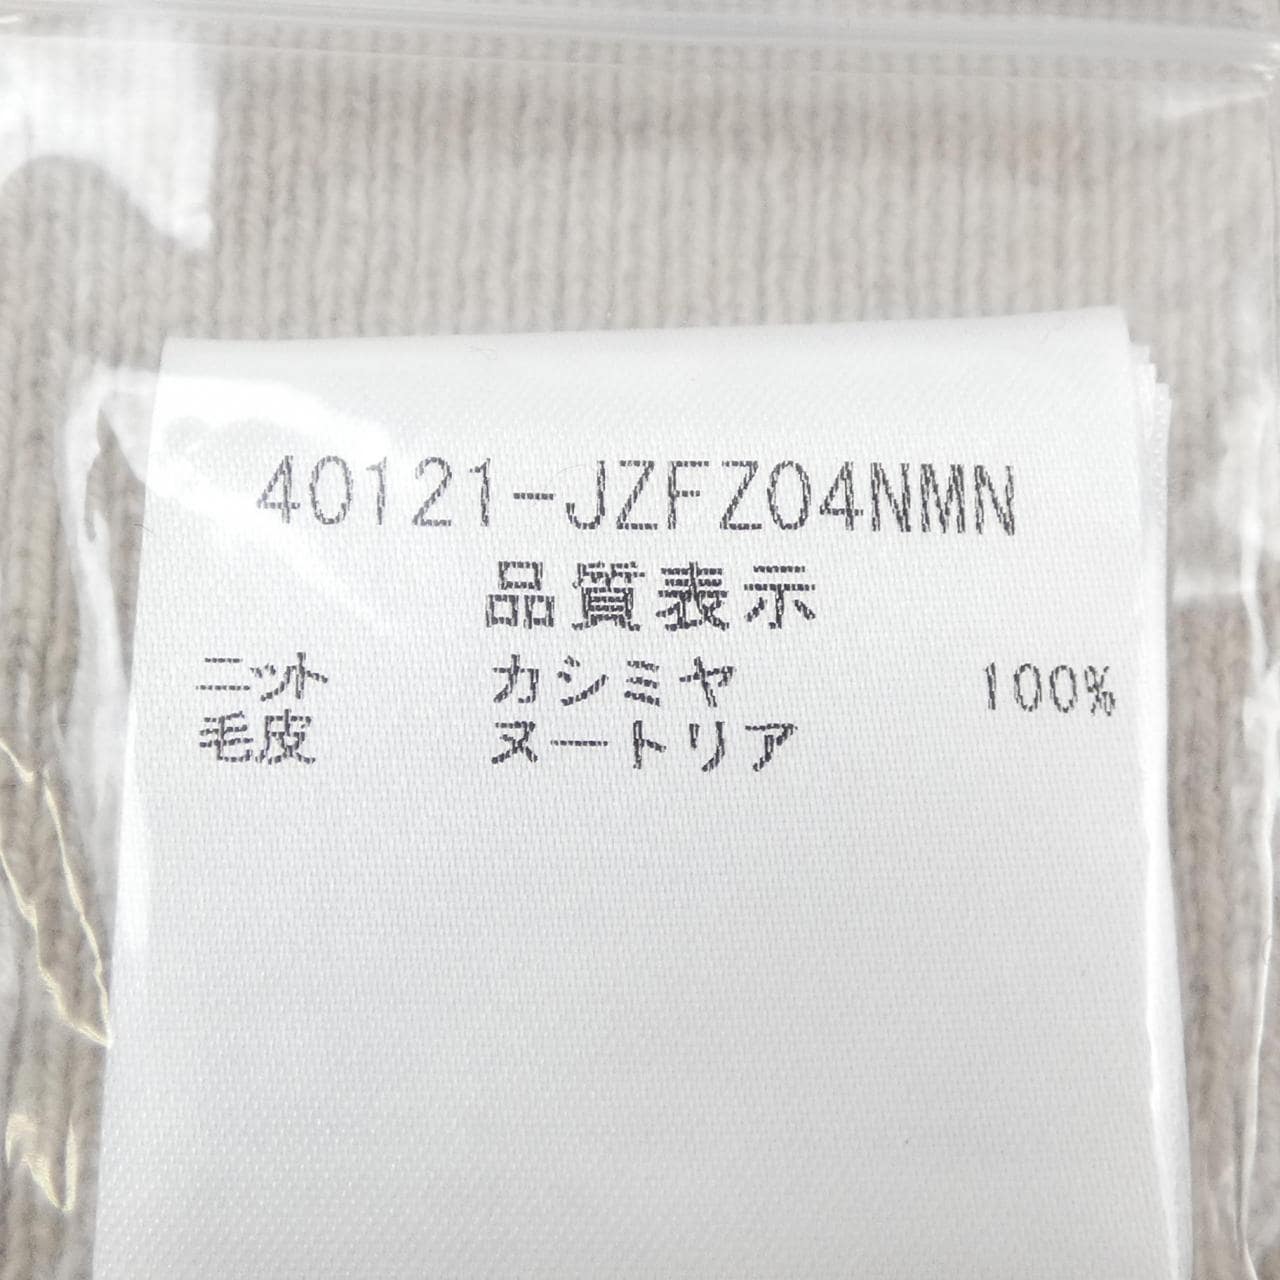 40121-JZFZ04NMN
品質表示
ニット カシミヤ 100%
毛皮 ヌートリア